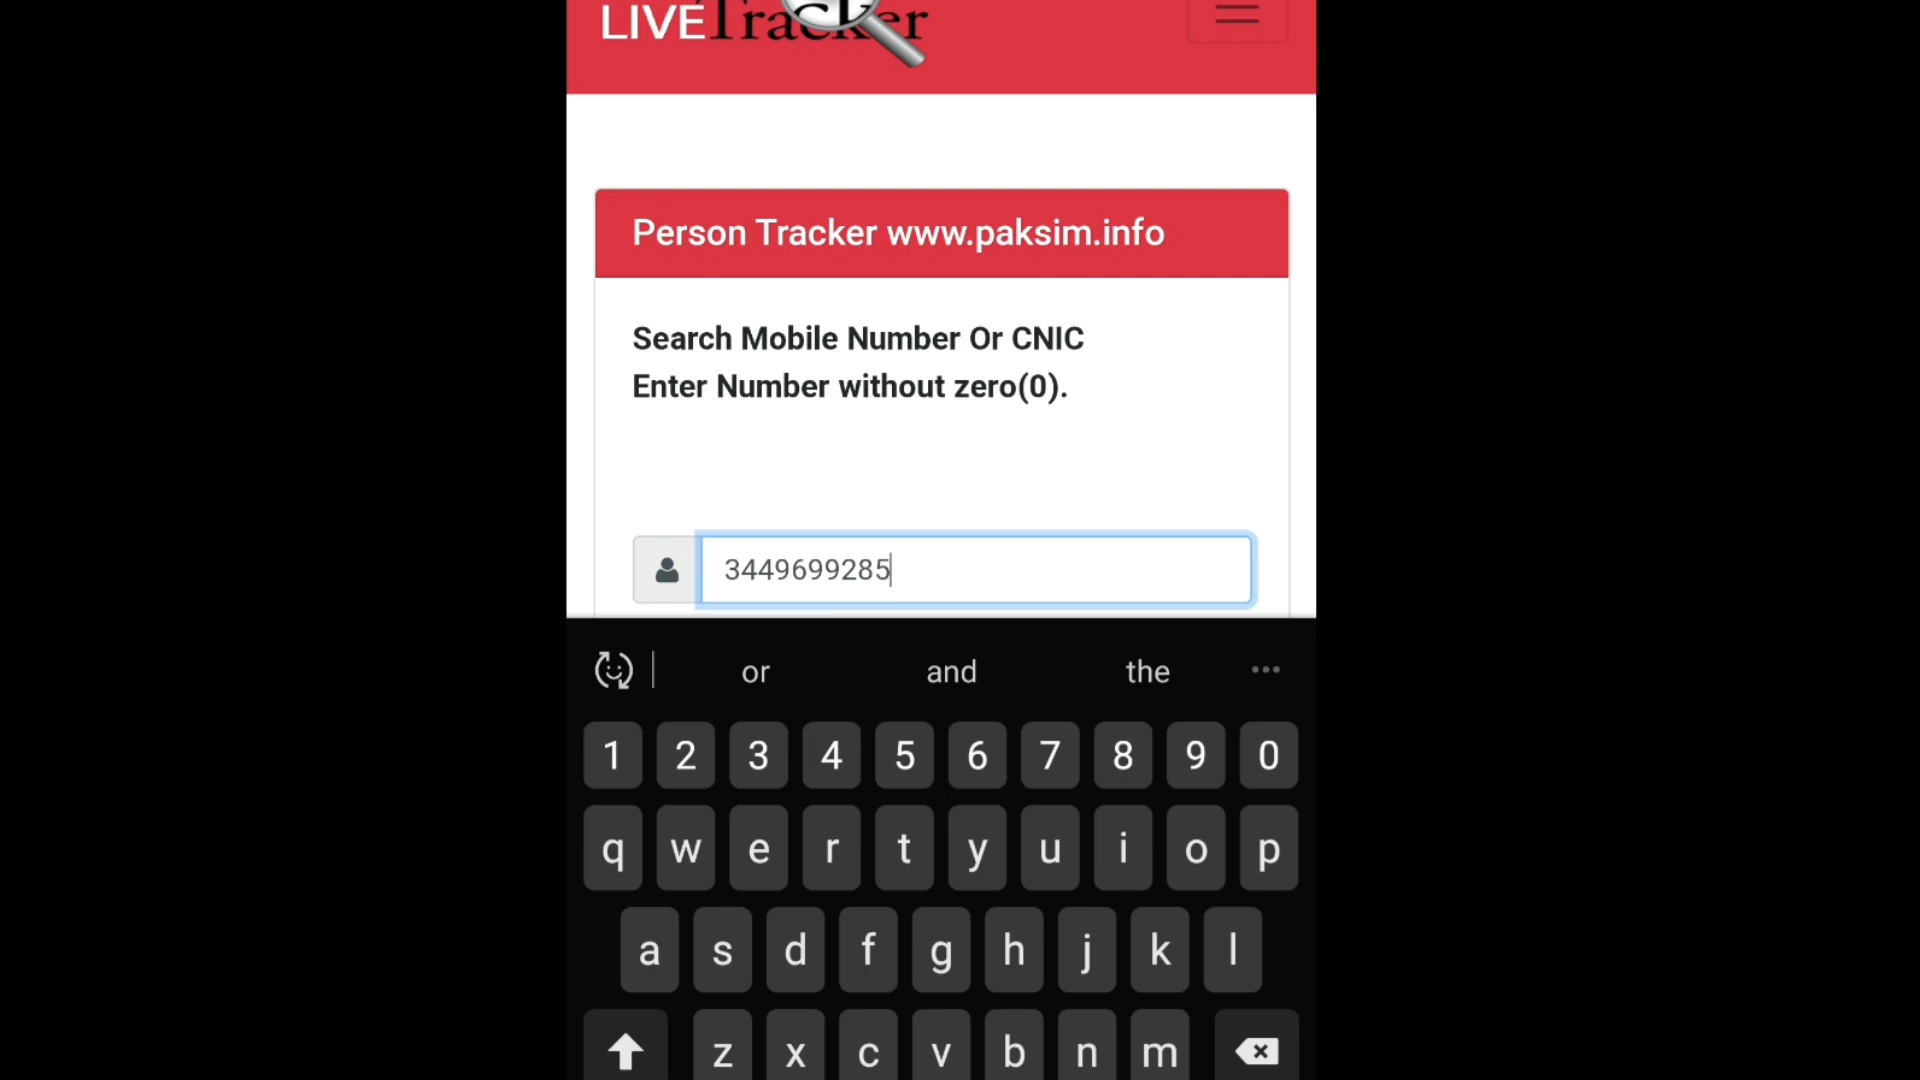 LIVETracker
Person Tracker www.paksim.info
Search Mobile Number Or CNIC
Enter Number without zero(0).
3449699285
or and the
1 2 3 4 5 6 7 8 9 0
q w e r t y u i o p
a s d f g h j k l
z x c v b n m